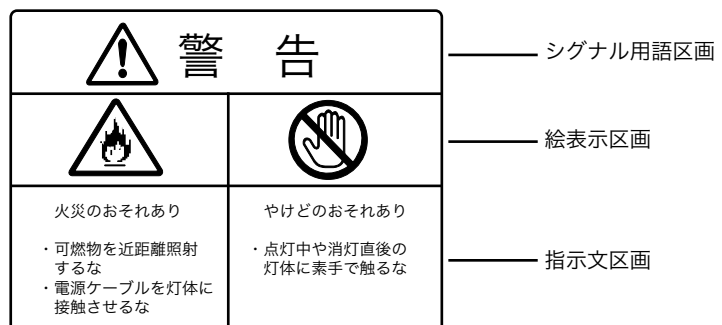 警 告
シグナル用語区画
絵表示区画
火災のおそれあり
・可燃物を近距離照射
するな
・電源ケーブルを灯体に
接触させるな
やけどのおそれあり
・点灯中や消灯直後の
灯体に素手で触るな
指示文区画